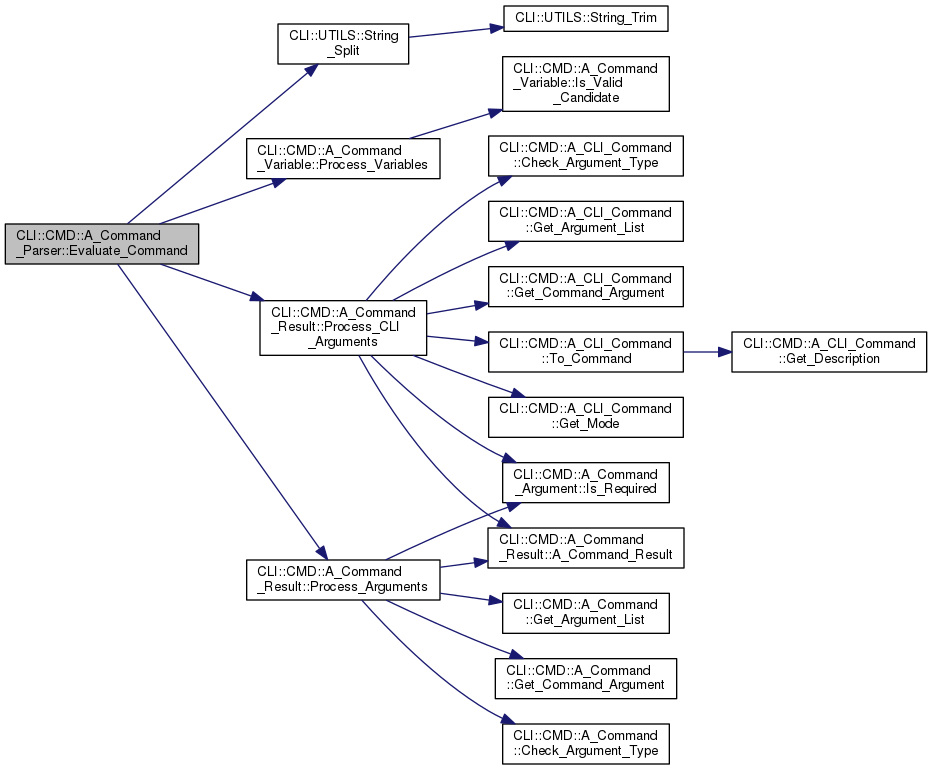 CLI::CMD::A_Command
_Parser::Evaluate_Command
CLI::UTILS::String
_Split
CLI::UTILS::String_Trim
CLI::CMD::A_Command
_Variable::Process_Variables
CLI::CMD::A_Command
_Variable::Is_Valid
_Candidate
CLI::CMD::A_Command
_Result::Process_CLI
_Arguments
CLI::CMD::A_CLI_Command
::Check_Argument_Type
CLI::CMD::A_CLI_Command
::Get_Argument_List
CLI::CMD::A_CLI_Command
::Get_Command_Argument
CLI::CMD::A_CLI_Command
::To_Command
CLI::CMD::A_CLI_Command
::Get_Description
CLI::CMD::A_CLI_Command
::Get_Mode
CLI::CMD::A_Command
_Argument::Is_Required
CLI::CMD::A_Command
_Result::A_Command_Result
CLI::CMD::A_Command
_Result::Process_Arguments
CLI::CMD::A_Command
::Get_Argument_List
CLI::CMD::A_Command
::Get_Command_Argument
CLI::CMD::A_Command
::Check_Argument_Type